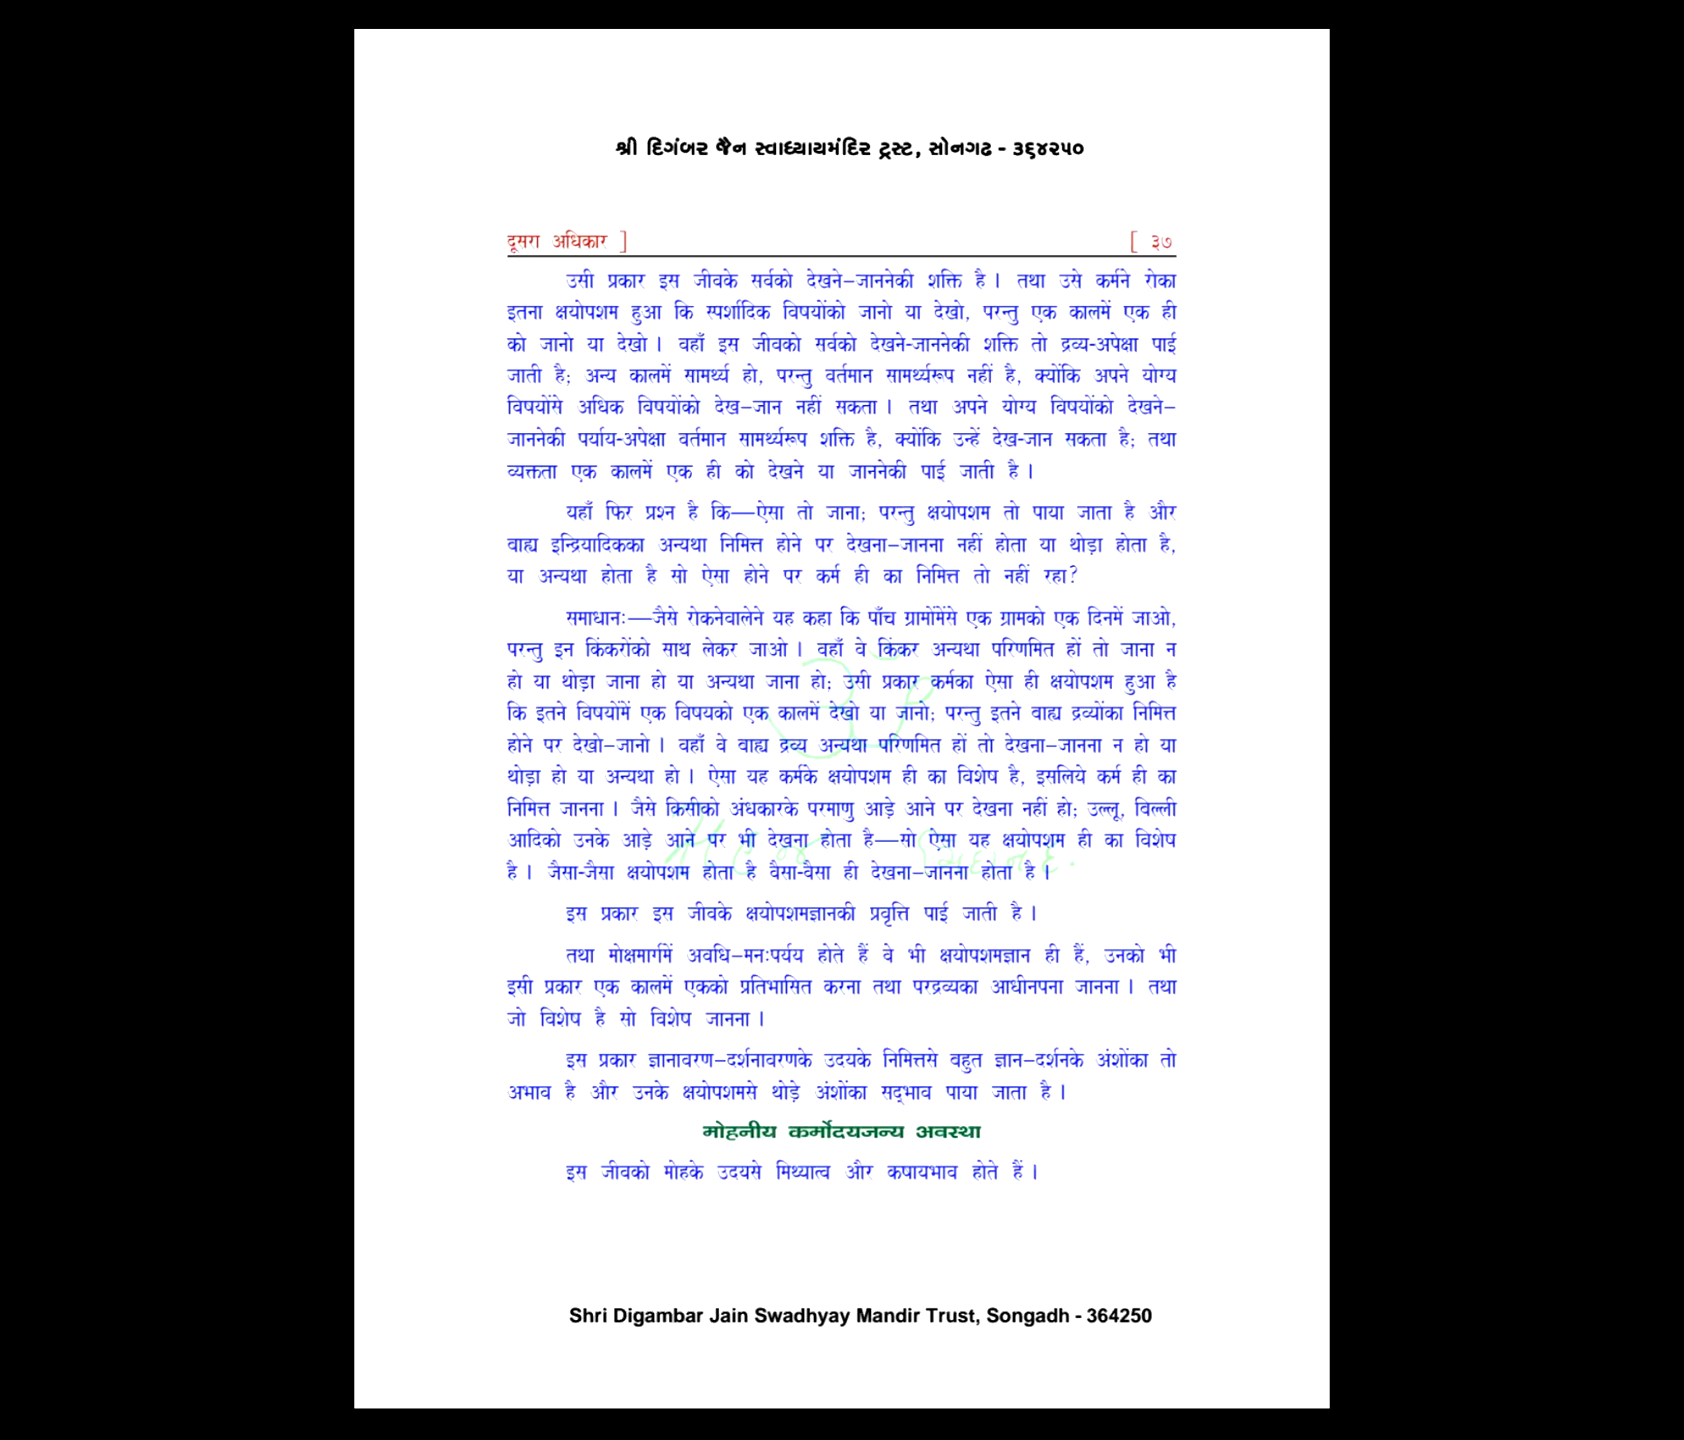 શ્રી દિગંબર જૈન સ્વાધ્યાયમંદિર ટ્રસ્ટ, સોનગઢ - ૩૬૪૨૫૦
दूसरा अधिकार ] [ ३७
उसी प्रकार इस जीवके सर्वको देखने–जाननेकी शक्ति है। तथा उसे कर्मने रोका
इतना क्षयोपशम हुआ कि स्पर्शादिक विषयोंको जानो या देखो, परन्तु एक कालमें एक ही
को जानो या देखो। वहाँ इस जीवको सर्वको देखने-जाननेकी शक्ति तो द्रव्य-अपेक्षा पाई
जाती है; अन्य कालमें सामर्थ्य हो, परन्तु वर्तमान सामर्थ्यरूप नहीं है, क्योंकि अपने योग्य
विषयोंसे अधिक विषयोंको देख–जान नहीं सकता। तथा अपने योग्य विषयोंको देखने–
जाननेकी पर्याय-अपेक्षा वर्तमान सामर्थ्यरूप शक्ति है, क्योंकि उन्हें देख-जान सकता है; तथा
व्यक्तता एक कालमें एक ही को देखने या जाननेकी पाई जाती है।
यहाँ फिर प्रश्न है कि—ऐसा तो जाना; परन्तु क्षयोपशम तो पाया जाता है और
बाह्य इन्द्रियादिकका अन्यथा निमित्त होने पर देखना–जानना नहीं होता या थोड़ा होता है,
या अन्यथा होता है सो ऐसा होने पर कर्म ही का निमित्त तो नहीं रहा?
समाधानः—जैसे रोकनेवालेने यह कहा कि पाँच ग्रामोंमेंसे एक ग्रामको एक दिनमें जाओ,
परन्तु इन किंकरोंको साथ लेकर जाओ। वहाँ वे किंकर अन्यथा परिणमित हों तो जाना न
हो या थोड़ा जाना हो या अन्यथा जाना हो; उसी प्रकार कर्मका ऐसा ही क्षयोपशम हुआ है
कि इतने विषयोंमें एक विषयको एक कालमें देखो या जानो; परन्तु इतने बाह्य द्रव्योंका निमित्त
होने पर देखो–जानो। वहाँ वे बाह्य द्रव्य अन्यथा परिणमित हों तो देखना–जानना न हो या
थोड़ा हो या अन्यथा हो। ऐसा यह कर्मके क्षयोपशम ही का विशेष है, इसलिये कर्म ही का
निमित्त जानना। जैसे किसीको अंधकारके परमाणु आड़े आने पर देखना नहीं हो; उल्लू, बिल्ली
आदिको उनके आड़े आने पर भी देखना होता है—सो ऐसा यह क्षयोपशम ही का विशेष
है। जैसा-जैसा क्षयोपशम होता है वैसा-वैसा ही देखना–जानना होता है।
इस प्रकार इस जीवके क्षयोपशमज्ञानकी प्रवृत्ति पाई जाती है।
तथा मोक्षमार्गमें अवधि–मनःपर्यय होते हैं वे भी क्षयोपशमज्ञान ही हैं, उनको भी
इसी प्रकार एक कालमें एकको प्रतिभासित करना तथा परद्रव्यका आधीनपना जानना। तथा
जो विशेष है सो विशेष जानना।
इस प्रकार ज्ञानावरण–दर्शनावरणके उदयके निमित्तसे बहुत ज्ञान–दर्शनके अंशोंका तो
अभाव है और उनके क्षयोपशमसे थोड़े अंशोंका सद्‌भाव पाया जाता है।
मोहनीय कर्मोदयजन्य अवस्था
इस जीवको मोहके उदयसे मिथ्यात्व और कषायभाव होते हैं।
Shri Digambar Jain Swadhyay Mandir Trust, Songadh - 364250